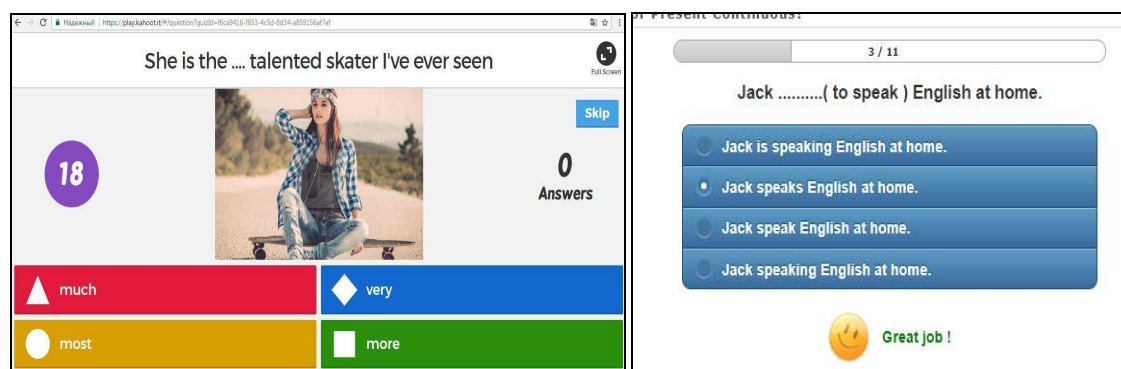 Надежный | https://play.kahoot.it/#/question?quizId=f6ca9416-f853-4c5d-8d34-a859156af7ef
She is the .... talented skater I've ever seen
Full Screen
Skip
18
0
Answers
much
very
most
more
or Present Continuous?
3 / 11
Jack ..........( to speak ) English at home.
Jack is speaking English at home.
Jack speaks English at home.
Jack speak English at home.
Jack speaking English at home.
Great job !